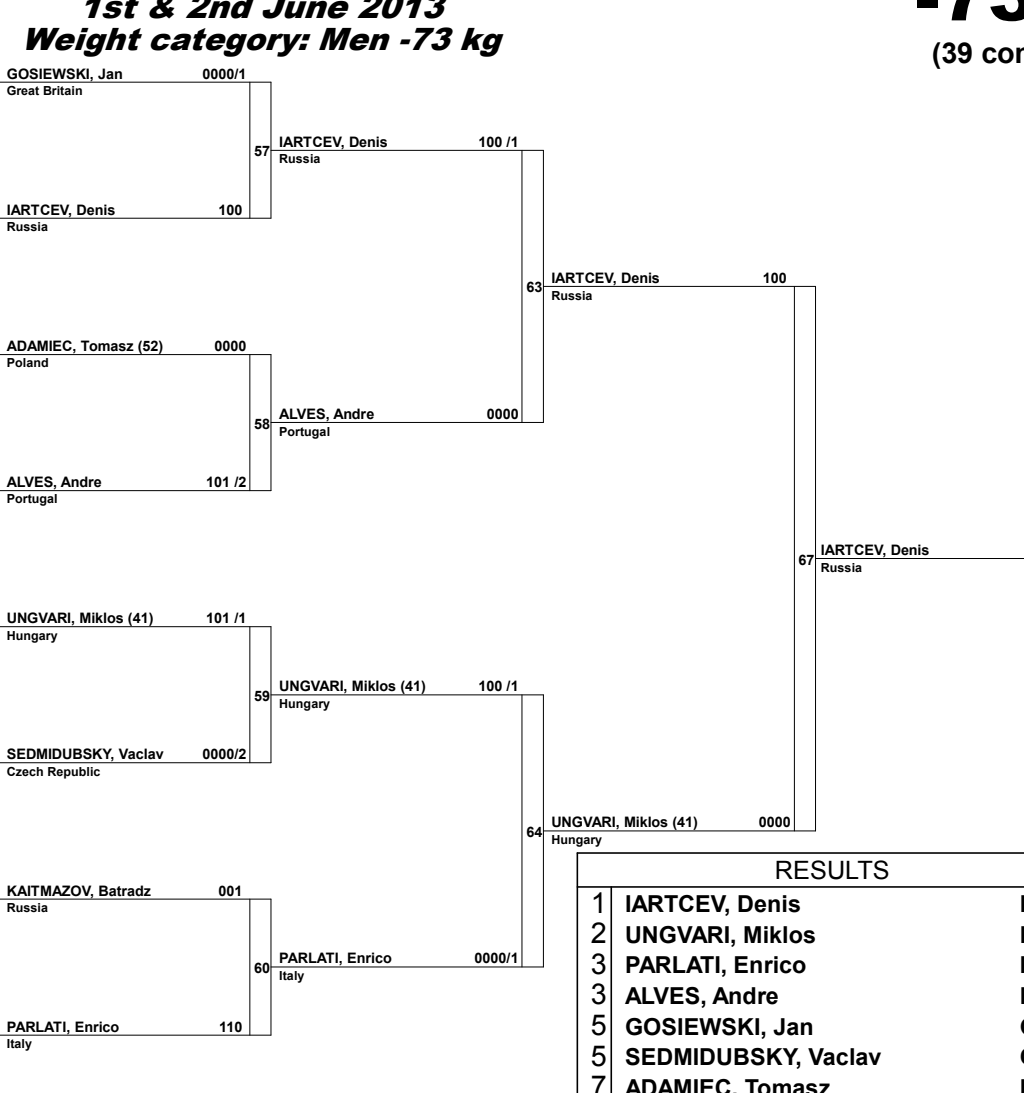 1st & 2nd June 2013
Weight category: Men -73 kg
-73
(39 con
GOSIEWSKI, Jan 0000/1
Great Britain
57
IARTCEV, Denis 100 /1
Russia
IARTCEV, Denis 100
Russia
63
IARTCEV, Denis 100
Russia
ADAMIEC, Tomasz (52) 0000
Poland
58
ALVES, Andre 0000
Portugal
ALVES, Andre 101 /2
Portugal
67
IARTCEV, Denis
Russia
UNGVARI, Miklos (41) 101 /1
Hungary
59
UNGVARI, Miklos (41) 100 /1
Hungary
SEDMIDUBSKY, Vaclav 0000/2
Czech Republic
64
UNGVARI, Miklos (41) 0000
Hungary
KAITMAZOV, Batradz 001
Russia
60
PARLATI, Enrico 0000/1
Italy
PARLATI, Enrico 110
Italy
RESULTS
1 IARTCEV, Denis
2 UNGVARI, Miklos
3 PARLATI, Enrico
3 ALVES, Andre
5 GOSIEWSKI, Jan
5 SEDMIDUBSKY, Vaclav
7 ADAMIEC, Tomasz